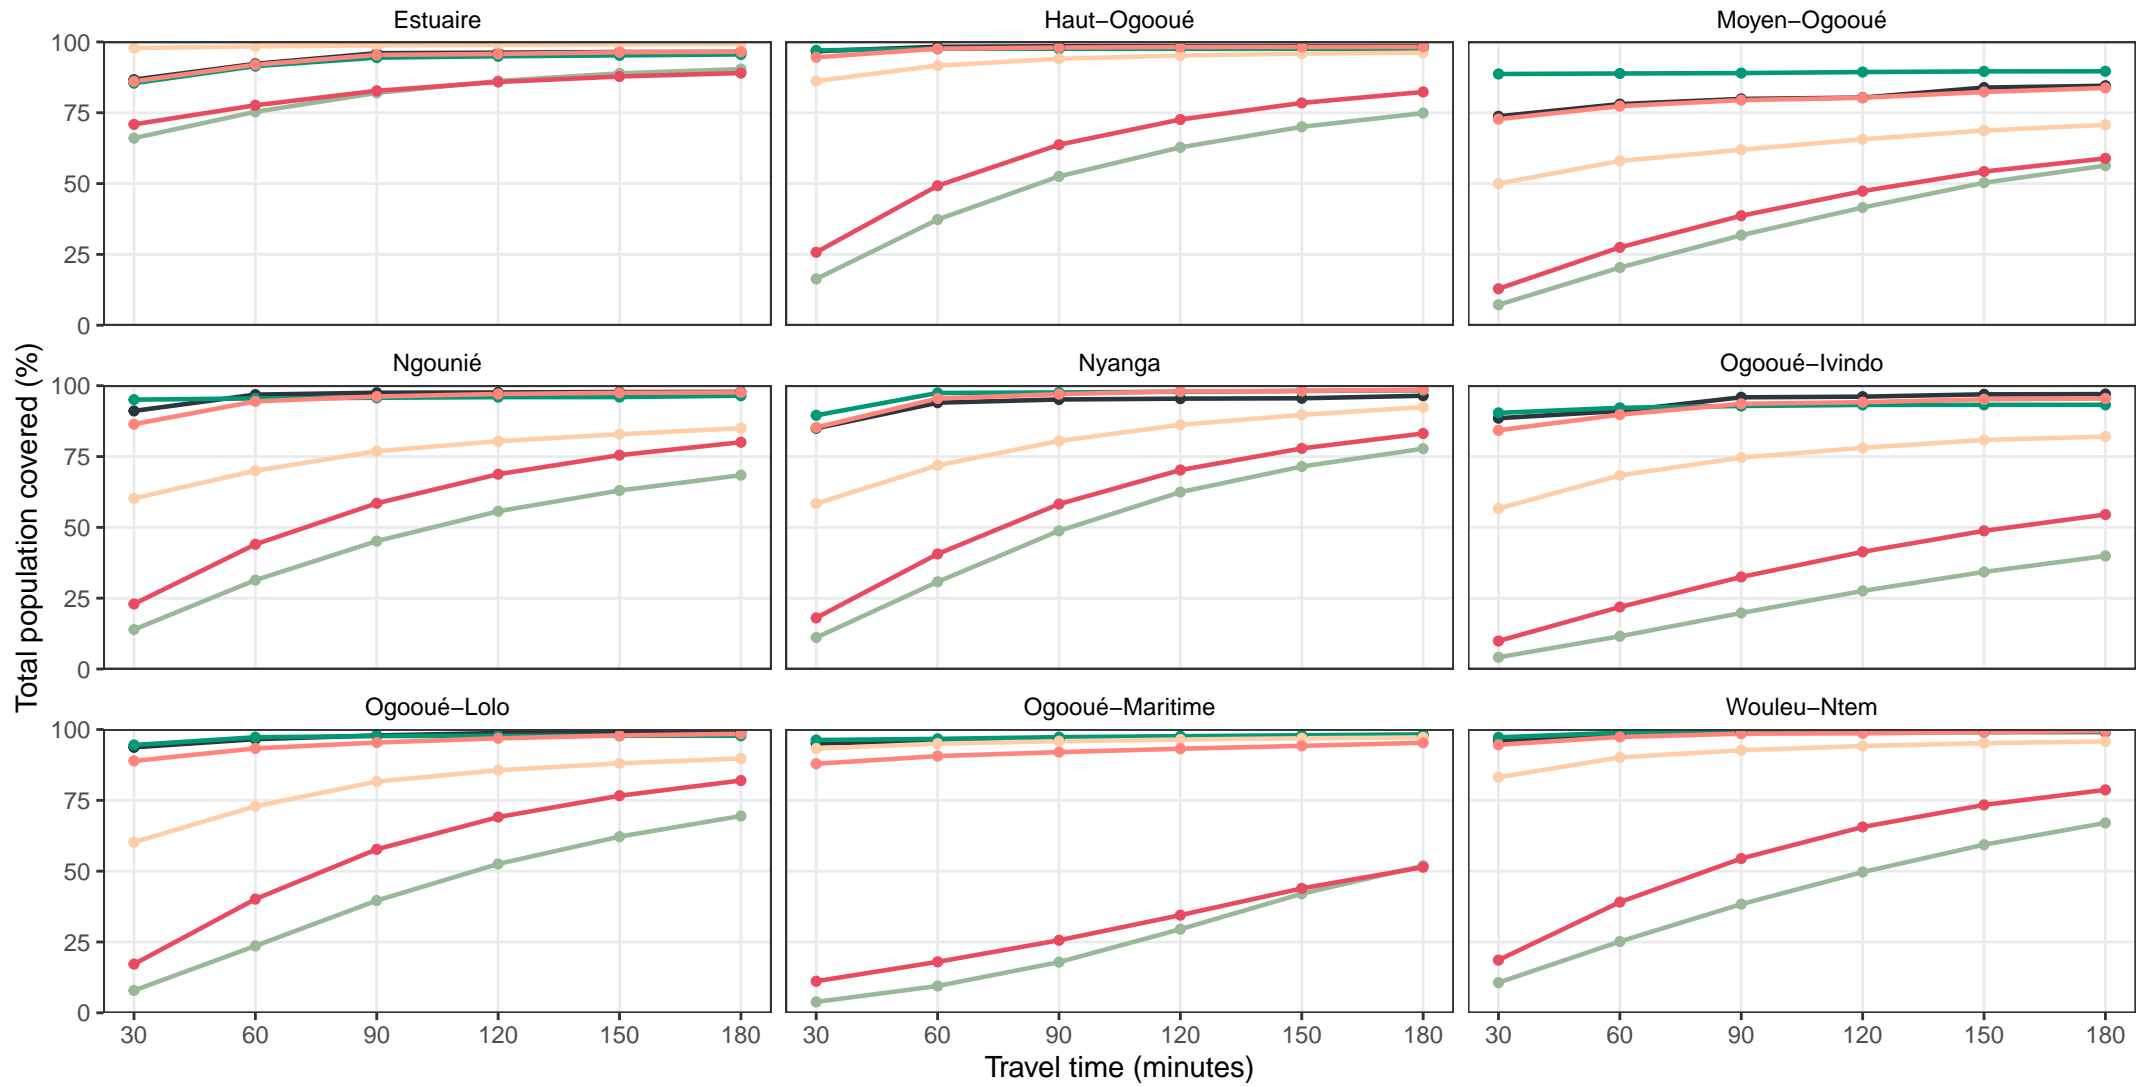 Estuaire
Haut−Ogooué
Moyen−Ogooué
100
75
50
25
0
Ngounié
Nyanga
Ogooué−Ivindo
100
75
50
25
0
Total population covered (%)
Ogooué−Lolo
Ogooué−Maritime
Wouleu−Ntem
100
75
50
25
0
30 60 90 120 150 180
30 60 90 120 150 180
30 60 90 120 150 180
Travel time (minutes)